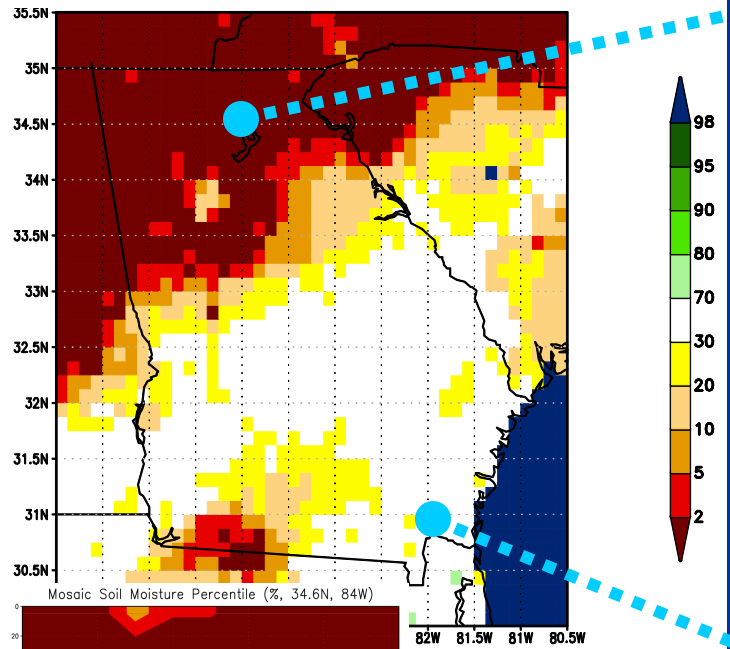 35.5N
35N
34.5N
34N
33.5N
33N
32.5N
32N
31.5N
31N
30.5N
98
95
90
80
70
30
20
10
5
2
Mosaic Soil Moisture Percentile (%, 34.6N, 84W)
0
20
82W 81.5W 81W 80.5W